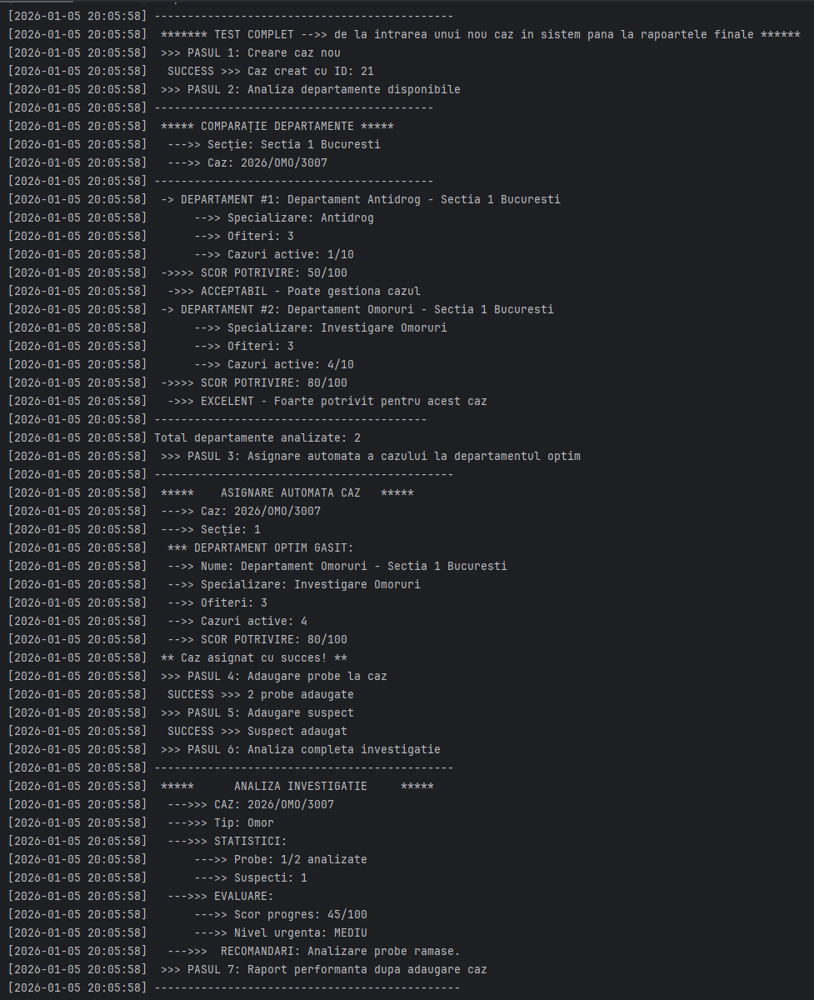 [2026-01-05 20:05:58] ---------------------------------------------
[2026-01-05 20:05:58]  ******* TEST COMPLET -->> de la intrarea unui nou caz in sistem pana la rapoartele finale ******
[2026-01-05 20:05:58]  >>> PASUL 1: Creare caz nou
[2026-01-05 20:05:58]   SUCCESS >>> Caz creat cu ID: 21
[2026-01-05 20:05:58]  >>> PASUL 2: Analiza departamente disponibile
[2026-01-05 20:05:58] ------------------------------------------
[2026-01-05 20:05:58]  ***** COMPARAȚIE DEPARTAMENTE *****
[2026-01-05 20:05:58]   --->> Secție: Sectia 1 Bucuresti
[2026-01-05 20:05:58]   --->> Caz: 2026/OMO/3007
[2026-01-05 20:05:58] ------------------------------------------
[2026-01-05 20:05:58]  -> DEPARTAMENT #1: Departament Antidrog - Sectia 1 Bucuresti
[2026-01-05 20:05:58]       -->> Specializare: Antidrog
[2026-01-05 20:05:58]       -->> Ofiteri: 3
[2026-01-05 20:05:58]       -->> Cazuri active: 1/10
[2026-01-05 20:05:58]  ->>>> SCOR POTRIVIRE: 50/100
[2026-01-05 20:05:58]   ->>> ACCEPTABIL - Poate gestiona cazul
[2026-01-05 20:05:58]  -> DEPARTAMENT #2: Departament Omoruri - Sectia 1 Bucuresti
[2026-01-05 20:05:58]       -->> Specializare: Investigare Omoruri
[2026-01-05 20:05:58]       -->> Ofiteri: 3
[2026-01-05 20:05:58]       -->> Cazuri active: 4/10
[2026-01-05 20:05:58]  ->>>> SCOR POTRIVIRE: 80/100
[2026-01-05 20:05:58]   ->>> EXCELENT - Foarte potrivit pentru acest caz
[2026-01-05 20:05:58] -----------------------------------------
[2026-01-05 20:05:58] Total departamente analizate: 2
[2026-01-05 20:05:58]  >>> PASUL 3: Asignare automata a cazului la departamentul optim
[2026-01-05 20:05:58] ---------------------------------------------
[2026-01-05 20:05:58]  *****    ASIGNARE AUTOMATA CAZ   *****
[2026-01-05 20:05:58]  --->> Caz: 2026/OMO/3007
[2026-01-05 20:05:58]  --->> Secție: 1
[2026-01-05 20:05:58]   *** DEPARTAMENT OPTIM GASIT:
[2026-01-05 20:05:58]   -->> Nume: Departament Omoruri - Sectia 1 Bucuresti
[2026-01-05 20:05:58]   -->> Specializare: Investigare Omoruri
[2026-01-05 20:05:58]   -->> Ofiteri: 3
[2026-01-05 20:05:58]   -->> Cazuri active: 4
[2026-01-05 20:05:58]   -->> SCOR POTRIVIRE: 80/100
[2026-01-05 20:05:58]  ** Caz asignat cu succes! **
[2026-01-05 20:05:58]  >>> PASUL 4: Adaugare probe la caz
[2026-01-05 20:05:58]   SUCCESS >>> 2 probe adaugate
[2026-01-05 20:05:58]  >>> PASUL 5: Adaugare suspect
[2026-01-05 20:05:58]   SUCCESS >>> Suspect adaugat
[2026-01-05 20:05:58]  >>> PASUL 6: Analiza completa investigatie
[2026-01-05 20:05:58] ---------------------------------------------
[2026-01-05 20:05:58]  *****      ANALIZA INVESTIGATIE     *****
[2026-01-05 20:05:58]   --->>> CAZ: 2026/OMO/3007
[2026-01-05 20:05:58]   --->>> Tip: Omor
[2026-01-05 20:05:58]   --->>> STATISTICI:
[2026-01-05 20:05:58]       --->> Probe: 1/2 analizate
[2026-01-05 20:05:58]       --->> Suspecti: 1
[2026-01-05 20:05:58]   --->>> EVALUARE:
[2026-01-05 20:05:58]       --->> Scor progres: 45/100
[2026-01-05 20:05:58]       --->> Nivel urgenta: MEDIU
[2026-01-05 20:05:58]   --->>>  RECOMANDARI: Analizare probe ramase.
[2026-01-05 20:05:58]  >>> PASUL 7: Raport performanta dupa adaugare caz
[2026-01-05 20:05:58] ----------------------------------------------